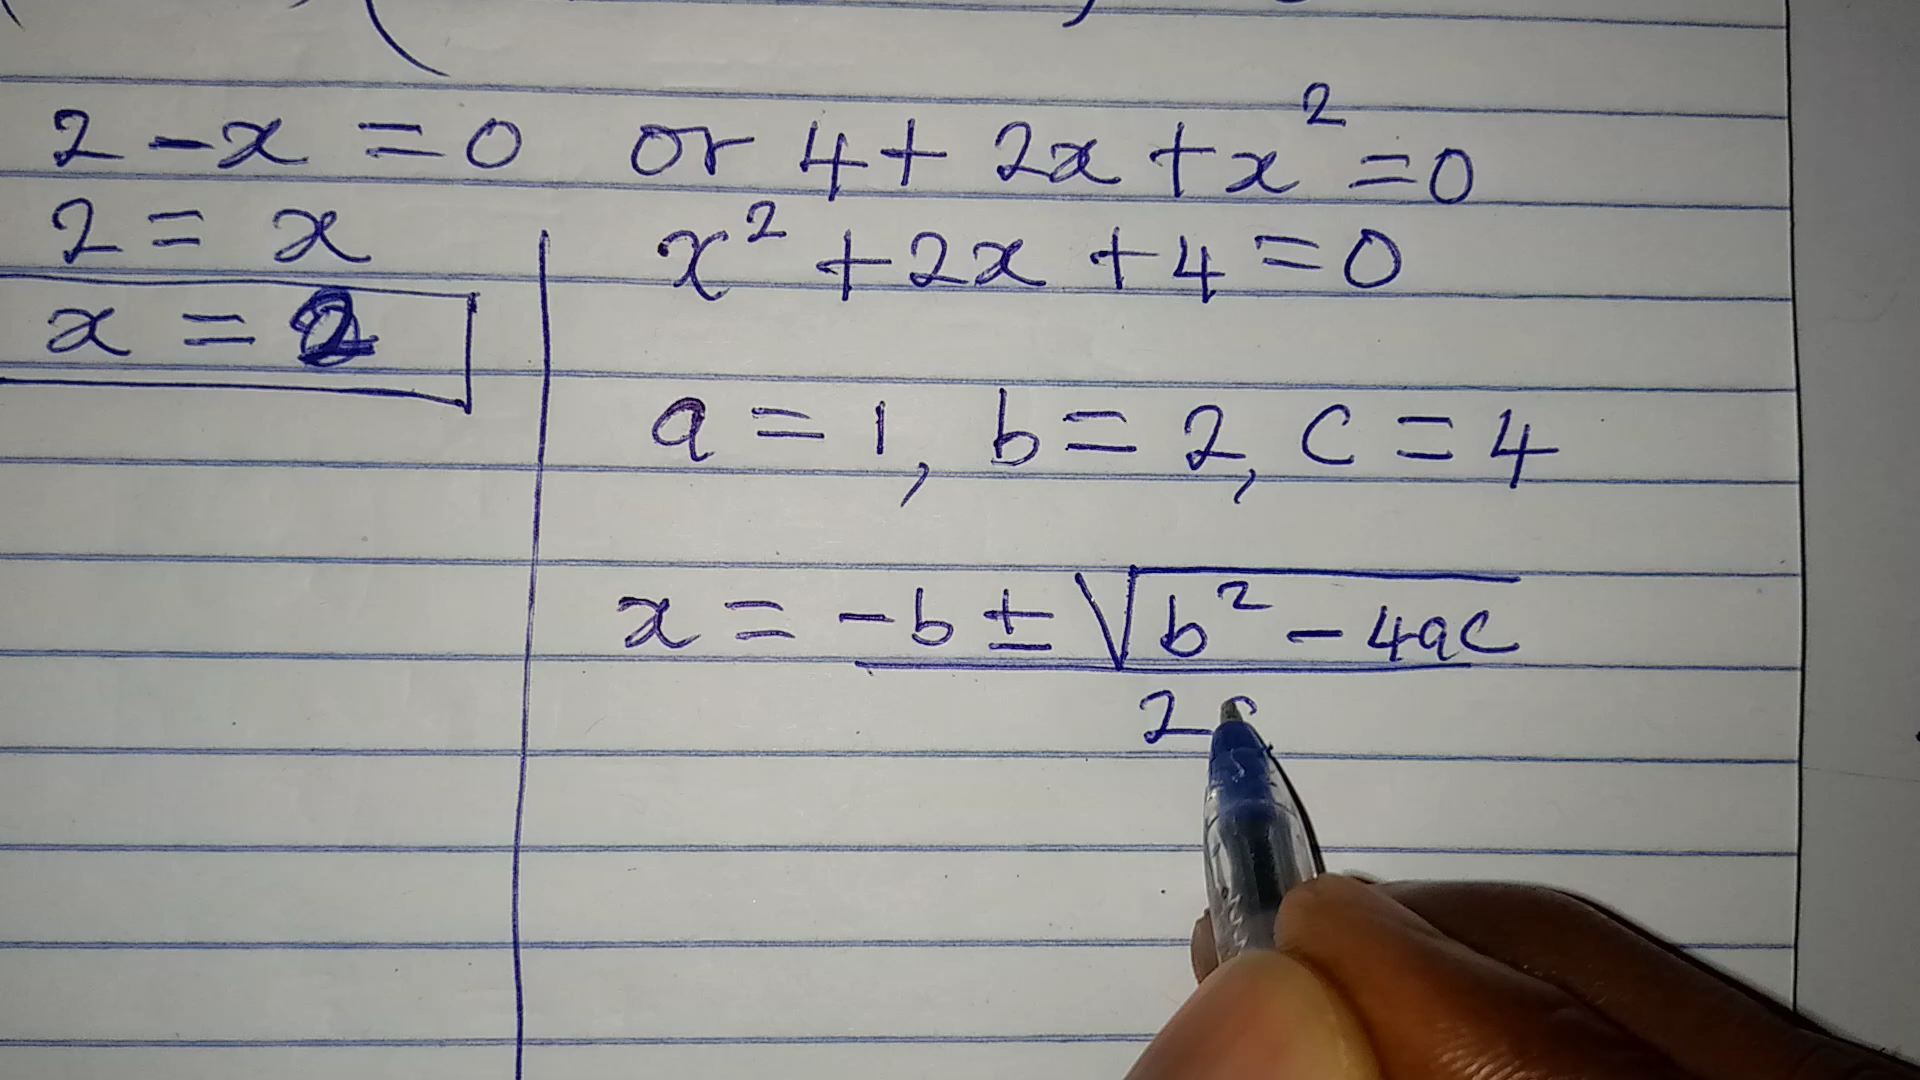 2 - x = 0 or 4 + 2x + x² = 0
2 = x
x = 2
x² + 2x + 4 = 0
a = 1, b = 2, c = 4
x = -b ± √b² - 4ac
2